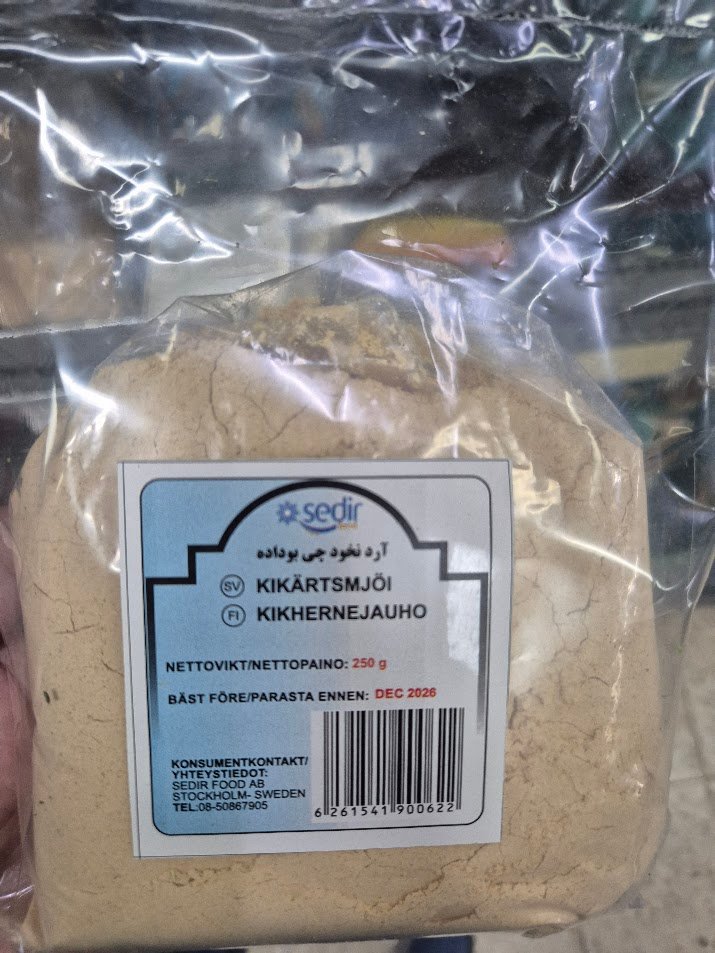 sedir
آرد نخود چی بوداده
SV KIKÄRTSMJÖl
FI KIKHERNEJAUHO
NETTOVIKT/NETTOPAINO: 250 g
BÄST FÖRE/PARASTA ENNEN: DEC 2026
KONSUMENTKONTAKT/
YHTEYSTIEDOT:
SEDIR FOOD AB
STOCKHOLM- SWEDEN
TEL:08-50867905
6 261541 900622